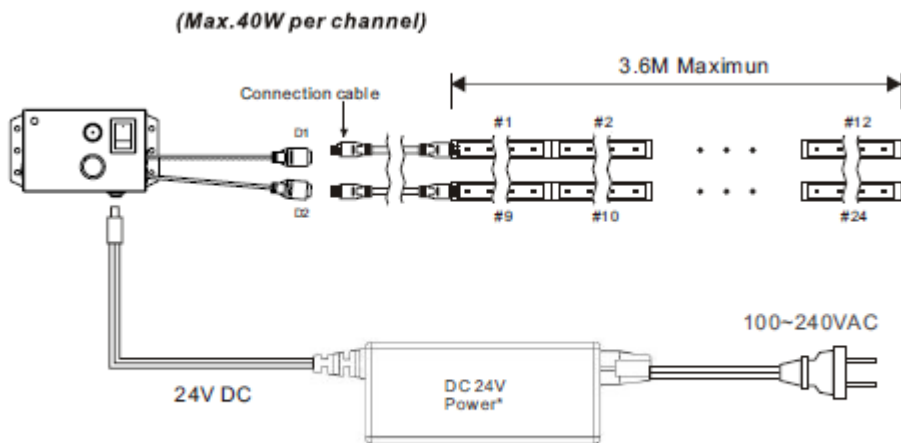 (Max.40W per channel)
3.6M Maximun
Connection cable
D1
#1
#2
#12
D2
#9
#10
#24
100~240VAC
24V DC
DC 24V
Power*